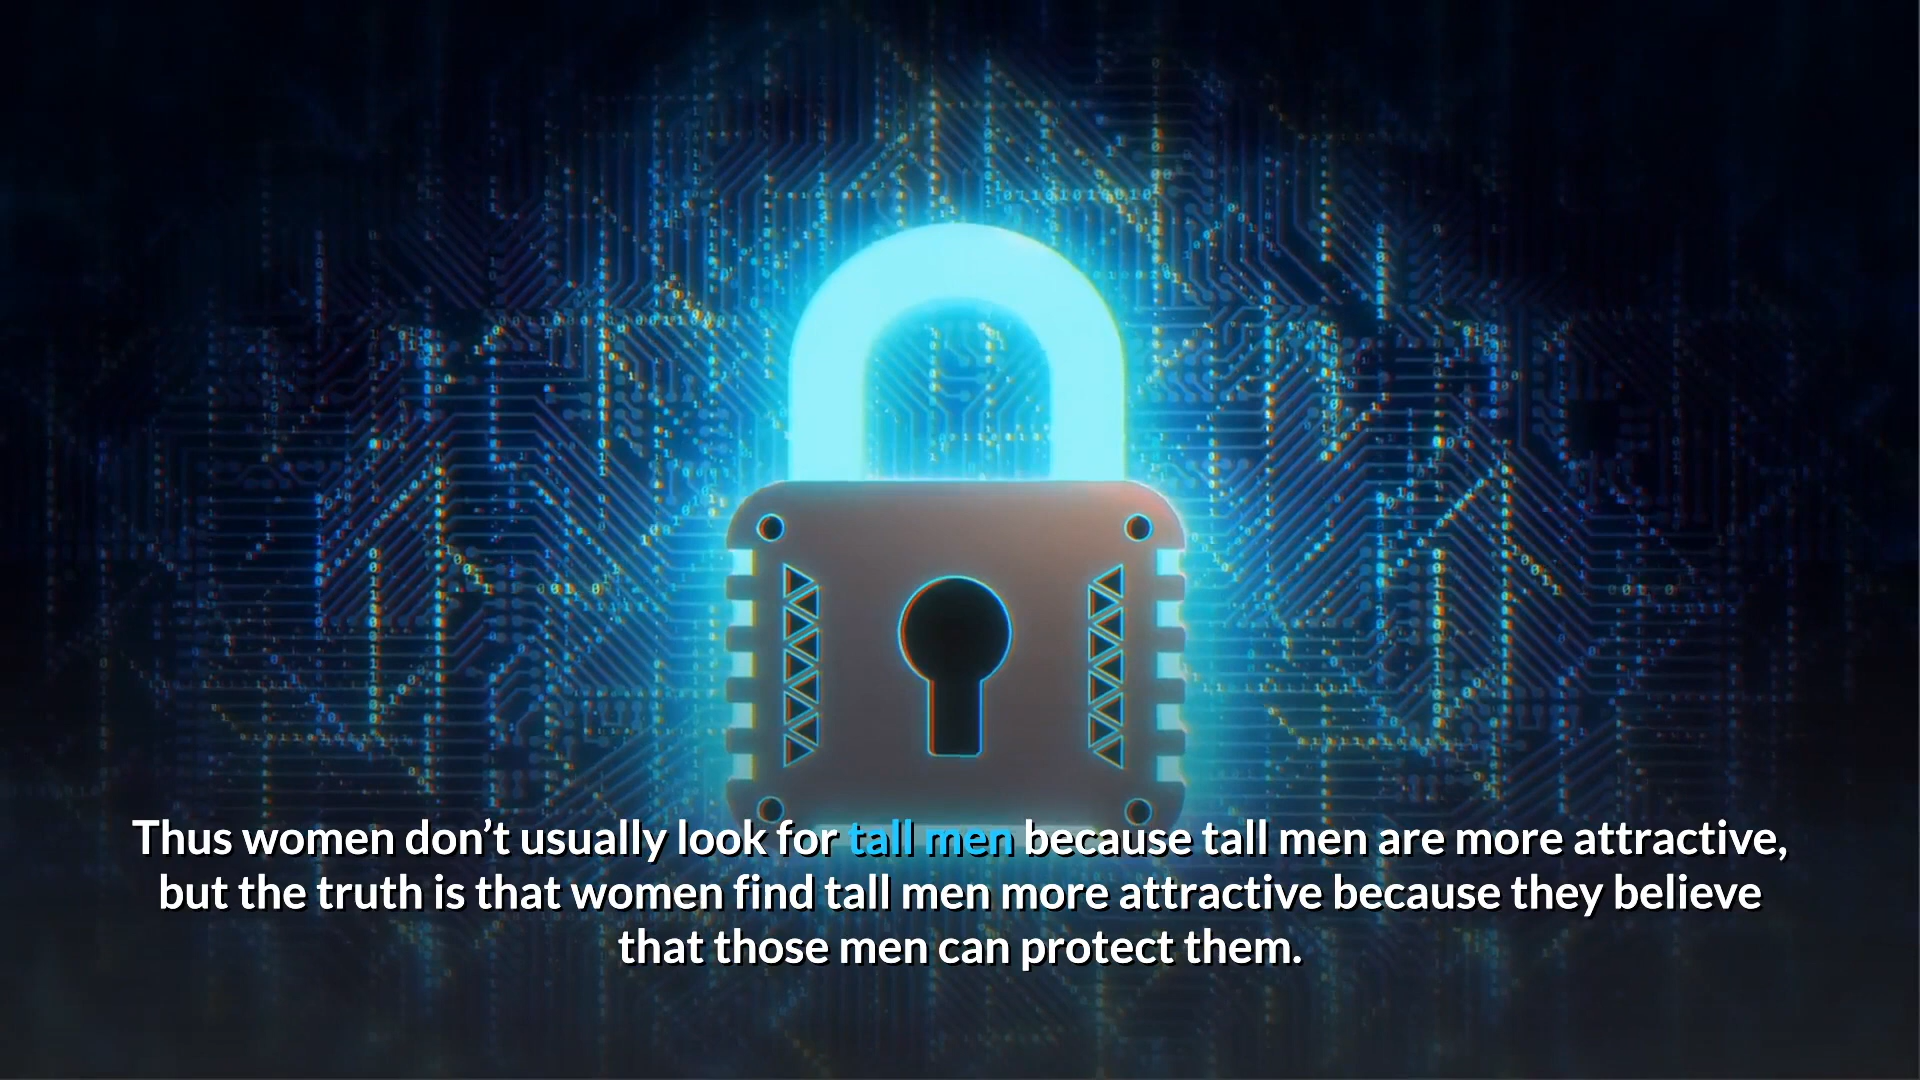 Thus women don’t usually look for tall men because tall men are more attractive,
but the truth is that women find tall men more attractive because they believe
that those men can protect them.